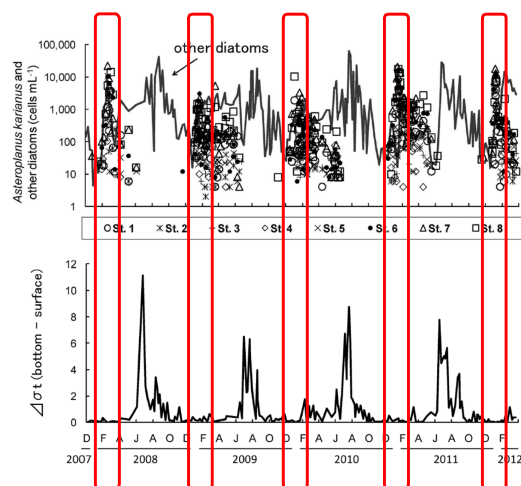 Asteroplanus karianus and
other diatoms (cells mL-1)
100,000
10,000
1,000
100
10
1
other diatoms
St. 1 St. 2 St. 3 St. 4 St. 5 St. 6 St. 7 St. 8
⊿σt (bottom − surface)
12
10
8
6
4
2
0
D F A J A O D F A J A O D F A J A O D F A J A O D F
2007 2008 2009 2010 2011 2012